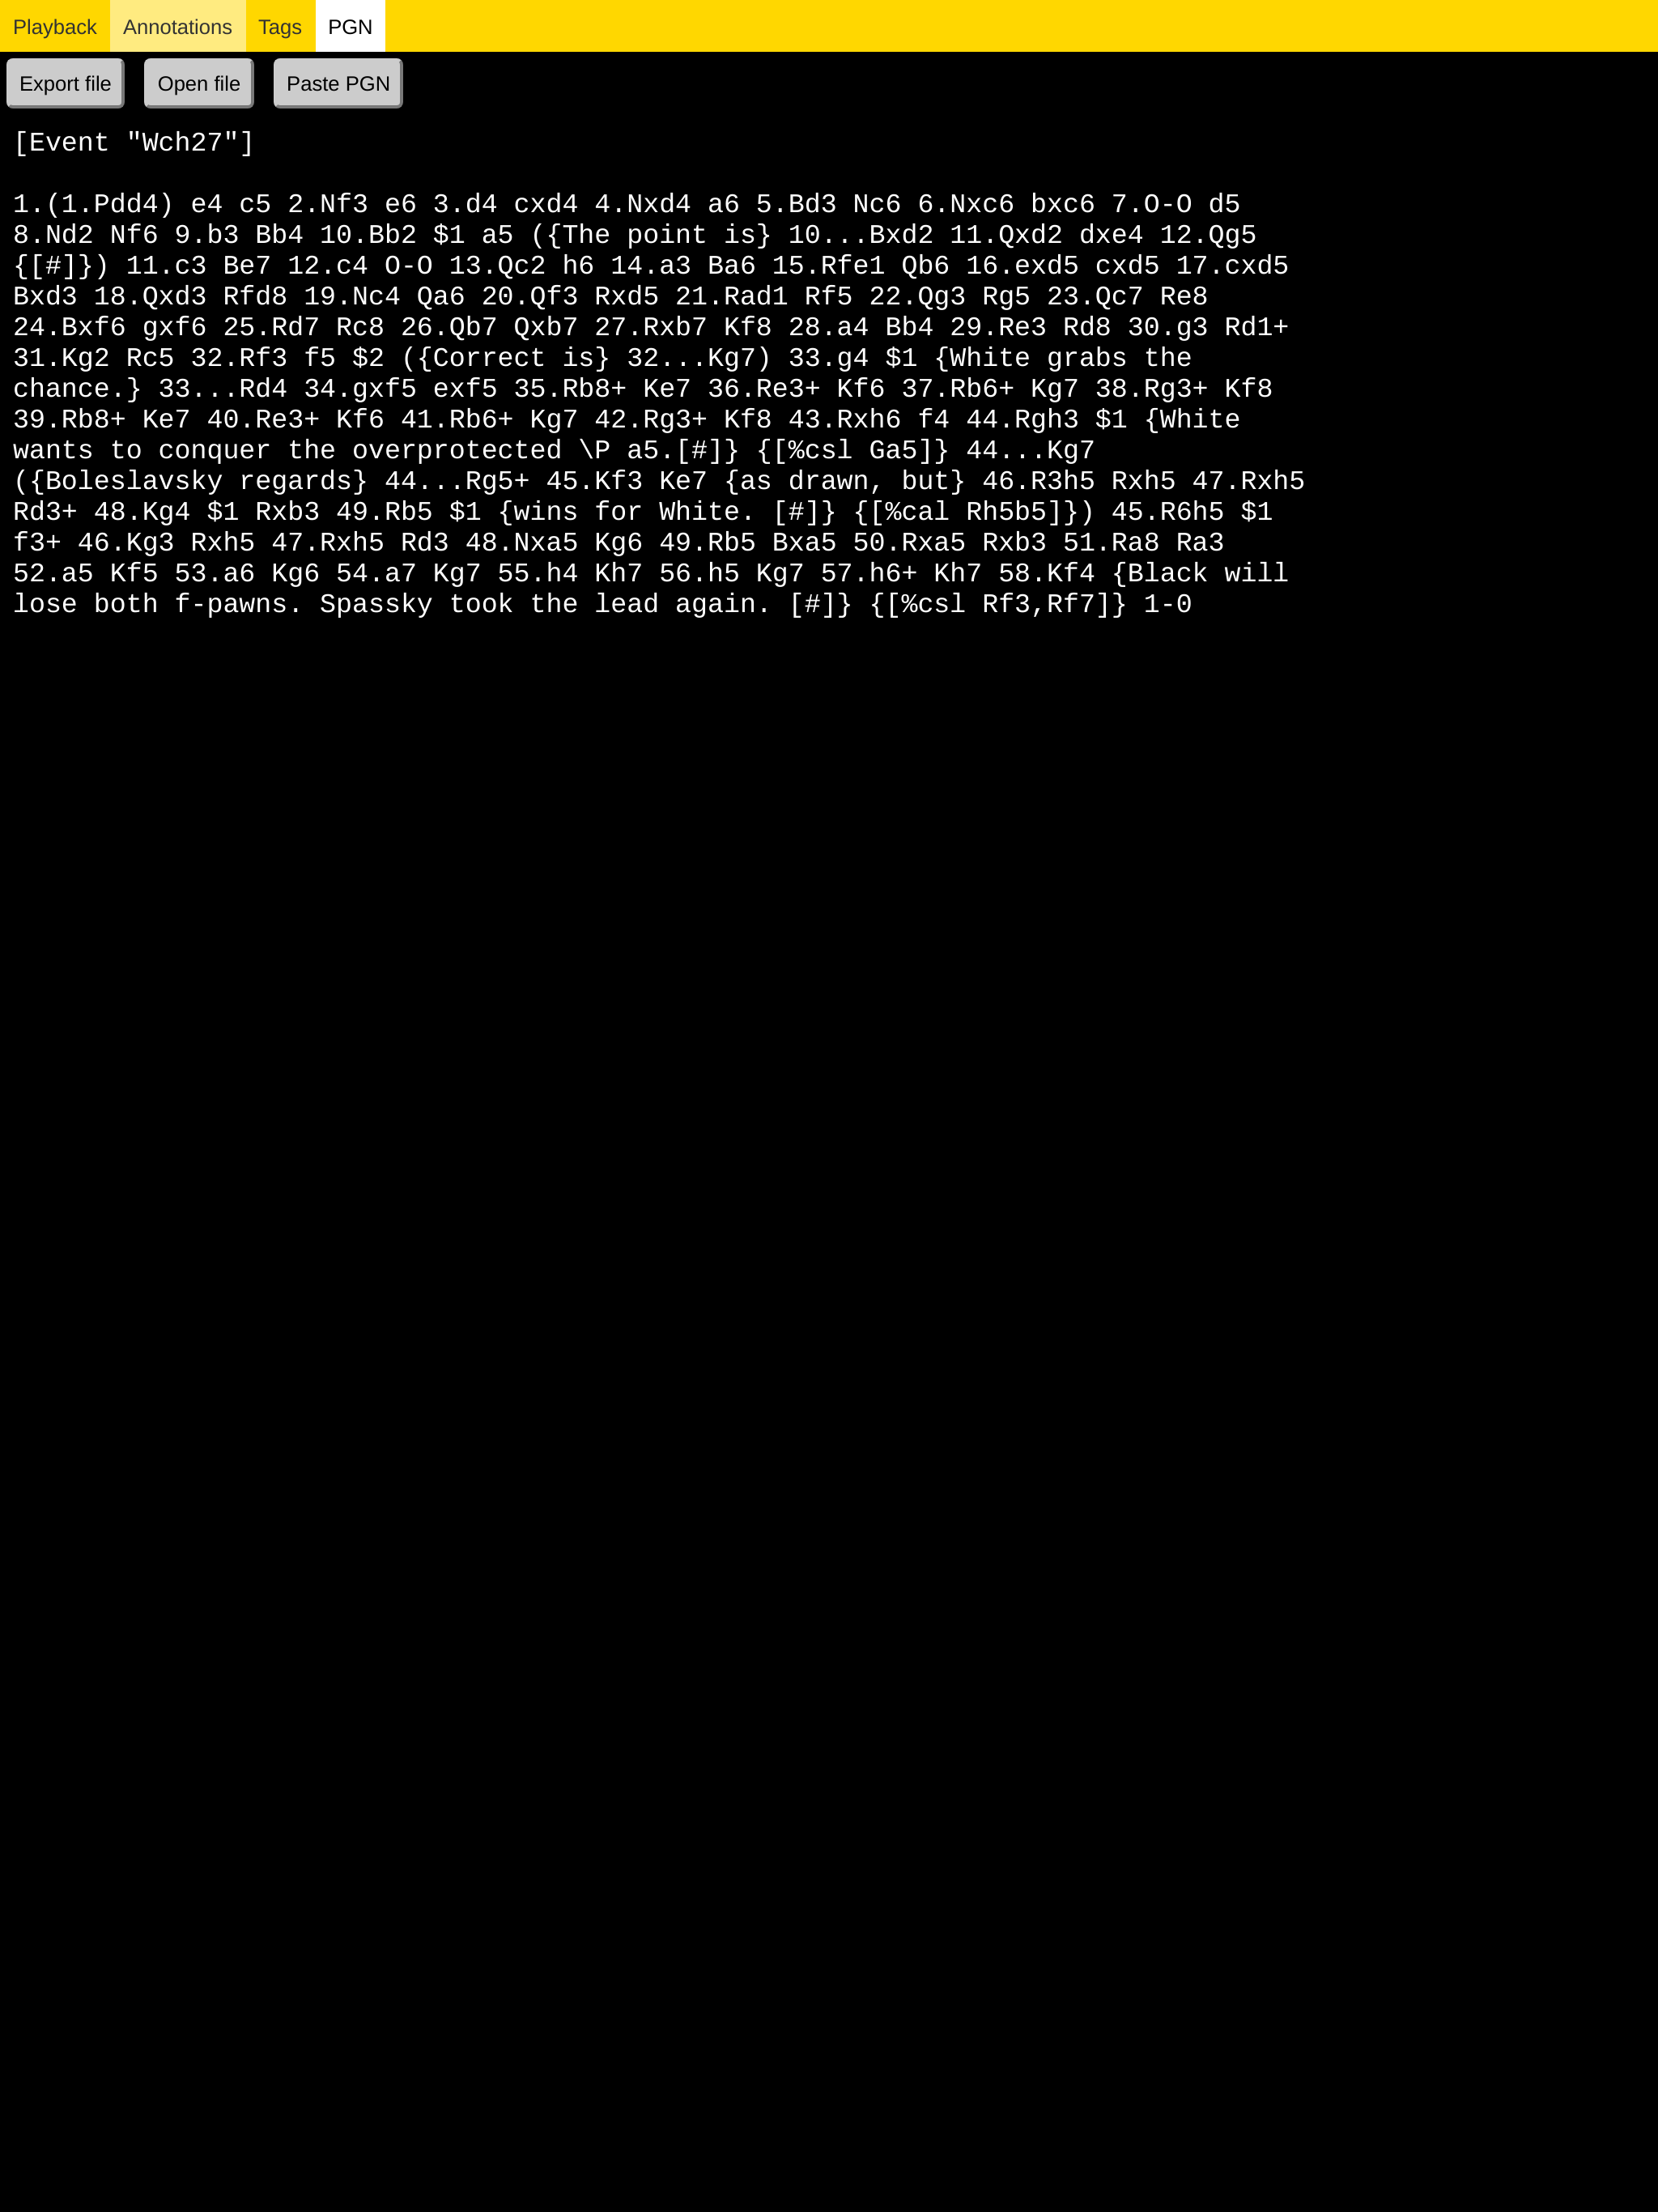 Playback Annotations Tags PGN
Export file Open file Paste PGN
[Event "Wch27"]
1.(1.Pdd4) e4 c5 2.Nf3 e6 3.d4 cxd4 4.Nxd4 a6 5.Bd3 Nc6 6.Nxc6 bxc6 7.O-O d5
8.Nd2 Nf6 9.b3 Bb4 10.Bb2 $1 a5 ({The point is} 10...Bxd2 11.Qxd2 dxe4 12.Qg5
{[#]}) 11.c3 Be7 12.c4 O-O 13.Qc2 h6 14.a3 Ba6 15.Rfe1 Qb6 16.exd5 cxd5 17.cxd5
Bxd3 18.Qxd3 Rfd8 19.Nc4 Qa6 20.Qf3 Rxd5 21.Rad1 Rf5 22.Qg3 Rg5 23.Qc7 Re8
24.Bxf6 gxf6 25.Rd7 Rc8 26.Qb7 Qxb7 27.Rxb7 Kf8 28.a4 Bb4 29.Re3 Rd8 30.g3 Rd1+
31.Kg2 Rc5 32.Rf3 f5 $2 ({Correct is} 32...Kg7) 33.g4 $1 {White grabs the
chance.} 33...Rd4 34.gxf5 exf5 35.Rb8+ Ke7 36.Re3+ Kf6 37.Rb6+ Kg7 38.Rg3+ Kf8
39.Rb8+ Ke7 40.Re3+ Kf6 41.Rb6+ Kg7 42.Rg3+ Kf8 43.Rxh6 f4 44.Rgh3 $1 {White
wants to conquer the overprotected \P a5.[#]} {[%csl Ga5]} 44...Kg7
({Boleslavsky regards} 44...Rg5+ 45.Kf3 Ke7 {as drawn, but} 46.R3h5 Rxh5 47.Rxh5
Rd3+ 48.Kg4 $1 Rxb3 49.Rb5 $1 {wins for White. [#]} {[%cal Rh5b5]}) 45.R6h5 $1
f3+ 46.Kg3 Rxh5 47.Rxh5 Rd3 48.Nxa5 Kg6 49.Rb5 Bxa5 50.Rxa5 Rxb3 51.Ra8 Ra3
52.a5 Kf5 53.a6 Kg6 54.a7 Kg7 55.h4 Kh7 56.h5 Kg7 57.h6+ Kh7 58.Kf4 {Black will
lose both f-pawns. Spassky took the lead again. [#]} {[%csl Rf3,Rf7]} 1-0